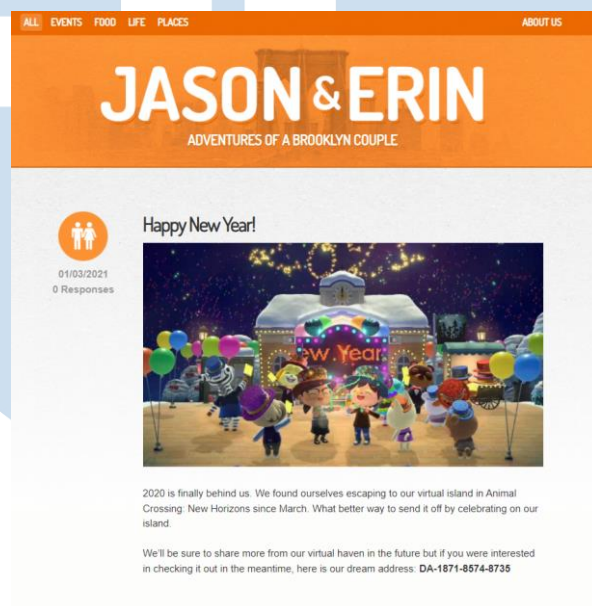 ALL EVENTS FOOD LIFE PLACES ABOUT US
JASON & ERIN
ADVENTURES OF A BROOKLYN COUPLE
Happy New Year!
01/03/2021
0 Responses
New Year
2020 is finally behind us. We found ourselves escaping to our virtual island in Animal
Crossing: New Horizons since March. What better way to send it off by celebrating on our
island.
We'll be sure to share more from our virtual haven in the future but if you were interested
in checking it out in the meantime, here is our dream address: DA-1871-8574-8735